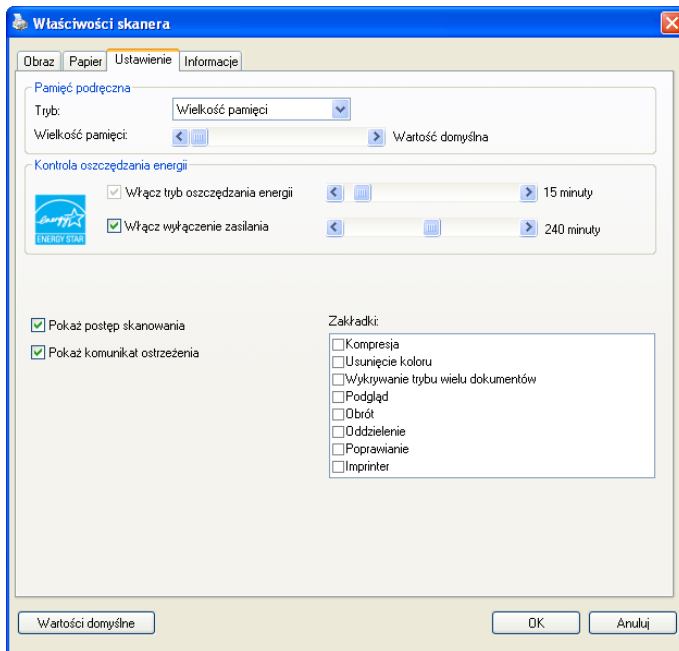 Właściwości skanera
Obraz Papier Ustawienie Informacje
Pamięć podręczna
Tryb: Wielkość pamięci
Wielkość pamięci: Wartość domyślna
Kontrola oszczędzania energii
Włącz tryb oszczędzania energii 15 minuty
energy
ENERGY STAR
Włącz wyłączenie zasilania 240 minuty
Pokaż postęp skanowania
Pokaż komunikat ostrzeżenia
Zakładki:
Kompresja
Usunięcie koloru
Wykrywanie trybu wielu dokumentów
Podgląd
Obrót
Oddzielenie
Poprawianie
Imprinter
Wartości domyślne OK Anuluj